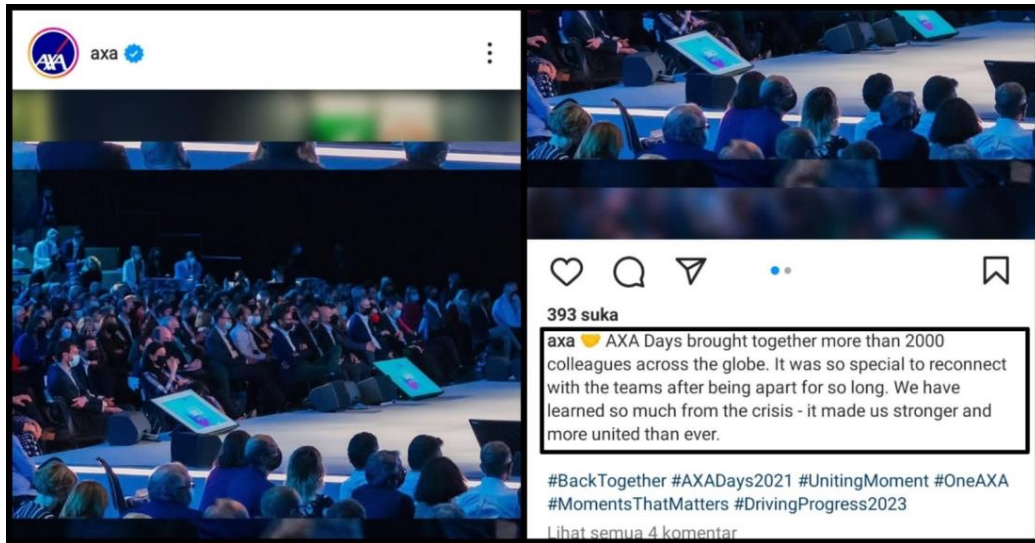 AXA
axa
393 suka
axa 🤝 AXA Days brought together more than 2000
colleagues across the globe. It was so special to reconnect
with the teams after being apart for so long. We have
learned so much from the crisis - it made us stronger and
more united than ever.
#BackTogether #AXADays2021 #UnitingMoment #OneAXA
#MomentsThatMatters #DrivingProgress2023
Lihat semua 4 komentar